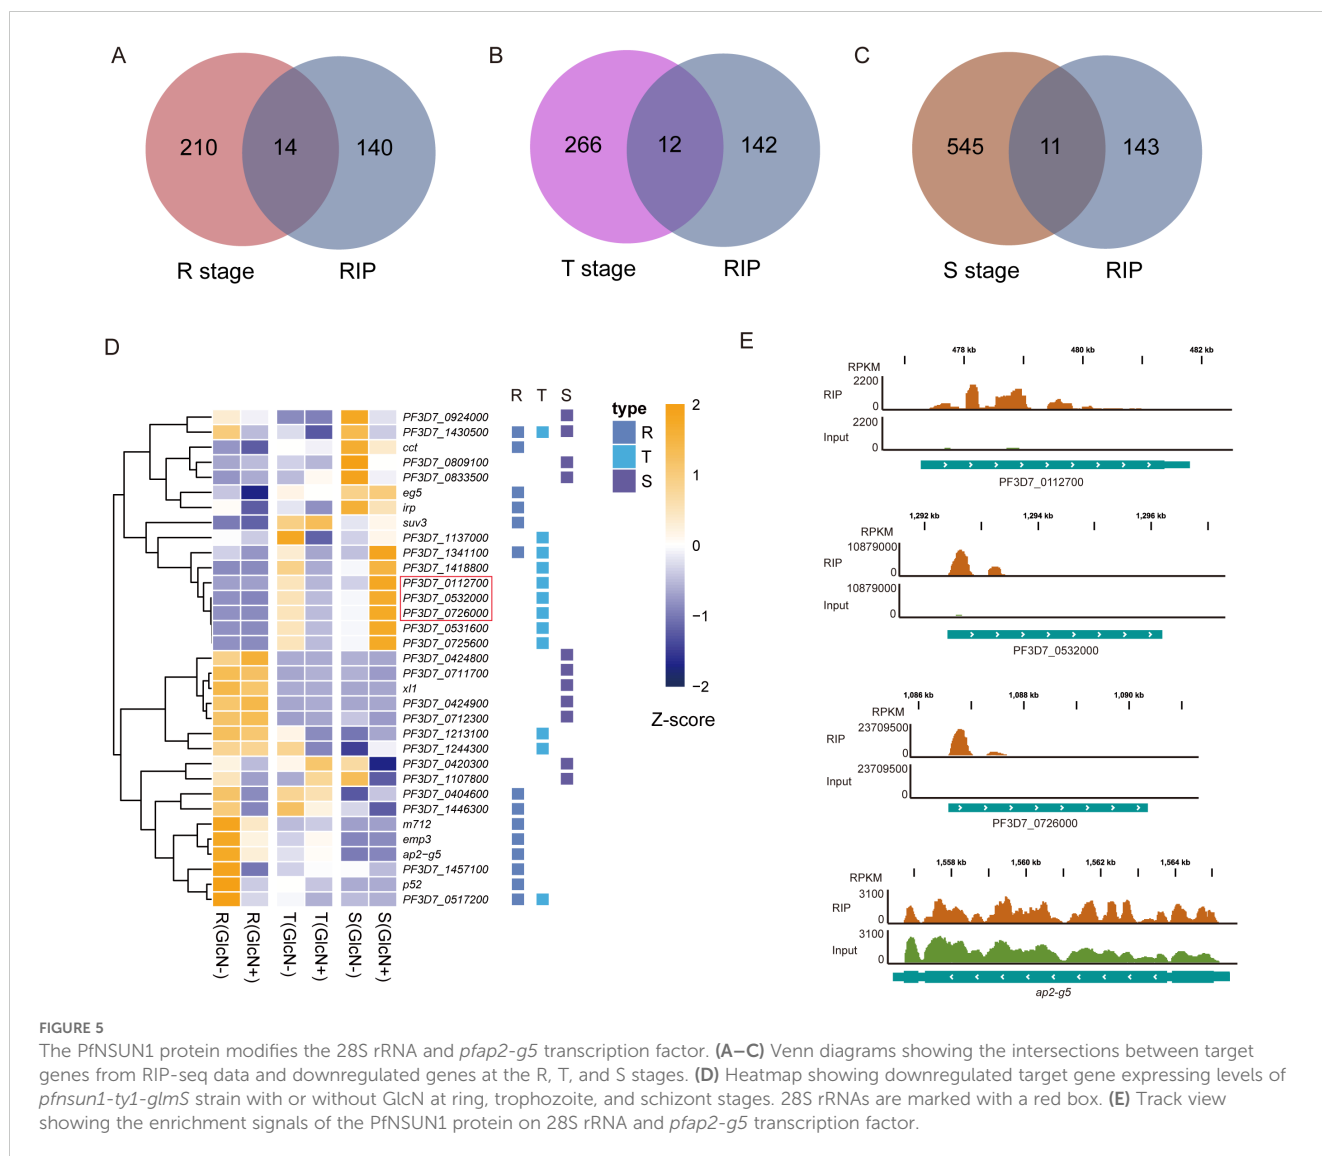 A
210
14
140
R stage
RIP
B
266
12
142
T stage
RIP
C
545
11
143
S stage
RIP
D
R T S
PF3D7_0924000
PF3D7_1430500
cct
PF3D7_0809100
PF3D7_0833500
eg5
irp
suv3
PF3D7_1137000
PF3D7_1341100
PF3D7_1418800
PF3D7_0112700
PF3D7_0532000
PF3D7_0726000
PF3D7_0531600
PF3D7_0725600
PF3D7_0424800
PF3D7_0711700
xl1
PF3D7_0424900
PF3D7_0712300
PF3D7_1213100
PF3D7_1244300
PF3D7_0420300
PF3D7_1107800
PF3D7_0404600
PF3D7_1446300
m712
emp3
ap2−g5
PF3D7_1457100
p52
PF3D7_0517200
R(GlcN-)
R(GlcN+)
T(GlcN-)
T(GlcN+)
S(GlcN-)
S(GlcN+)
type
R
T
S
2
1
0
−1
−2
Z-score
E
478 kb 480 kb 482 kb
RPKM
2200
RIP
0
2200
Input
0
PF3D7_0112700
1,292 kb 1,294 kb 1,296 kb
RPKM
10879000
RIP
0
10879000
Input
0
PF3D7_0532000
1,086 kb 1,088 kb 1,090 kb
RPKM
23709500
RIP
0
23709500
Input
0
PF3D7_0726000
1,558 kb 1,560 kb 1,562 kb 1,564 kb
RPKM
3100
RIP
0
3100
Input
0
ap2-g5
FIGURE 5
The PfNSUN1 protein modifies the 28S rRNA and pfap2-g5 transcription factor. (A–C) Venn diagrams showing the intersections between target
genes from RIP-seq data and downregulated genes at the R, T, and S stages. (D) Heatmap showing downregulated target gene expressing levels of
pfnsun1-ty1-glmS strain with or without GlcN at ring, trophozoite, and schizont stages. 28S rRNAs are marked with a red box. (E) Track view
showing the enrichment signals of the PfNSUN1 protein on 28S rRNA and pfap2-g5 transcription factor.